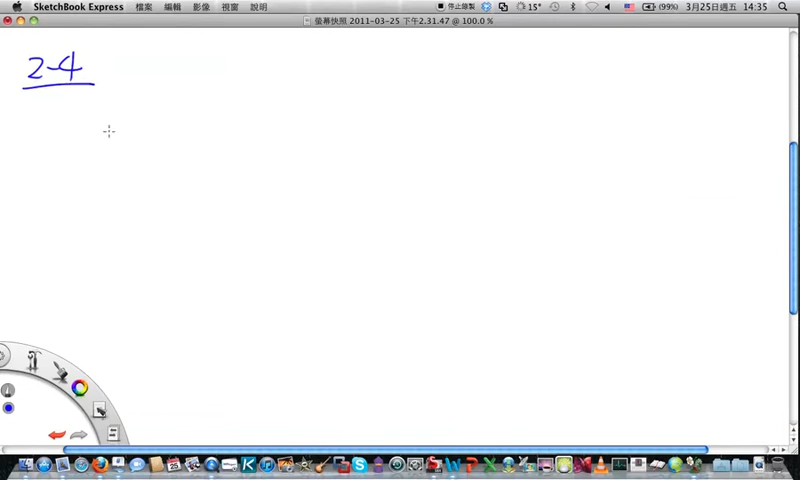 SketchBook Express 檔案 編輯 影像 視窗 說明 停止錄製 15° (99%) 3月25日週五 14:35
螢幕快照 2011-03-25 下午2.31.47 @ 100.0 %
2-4